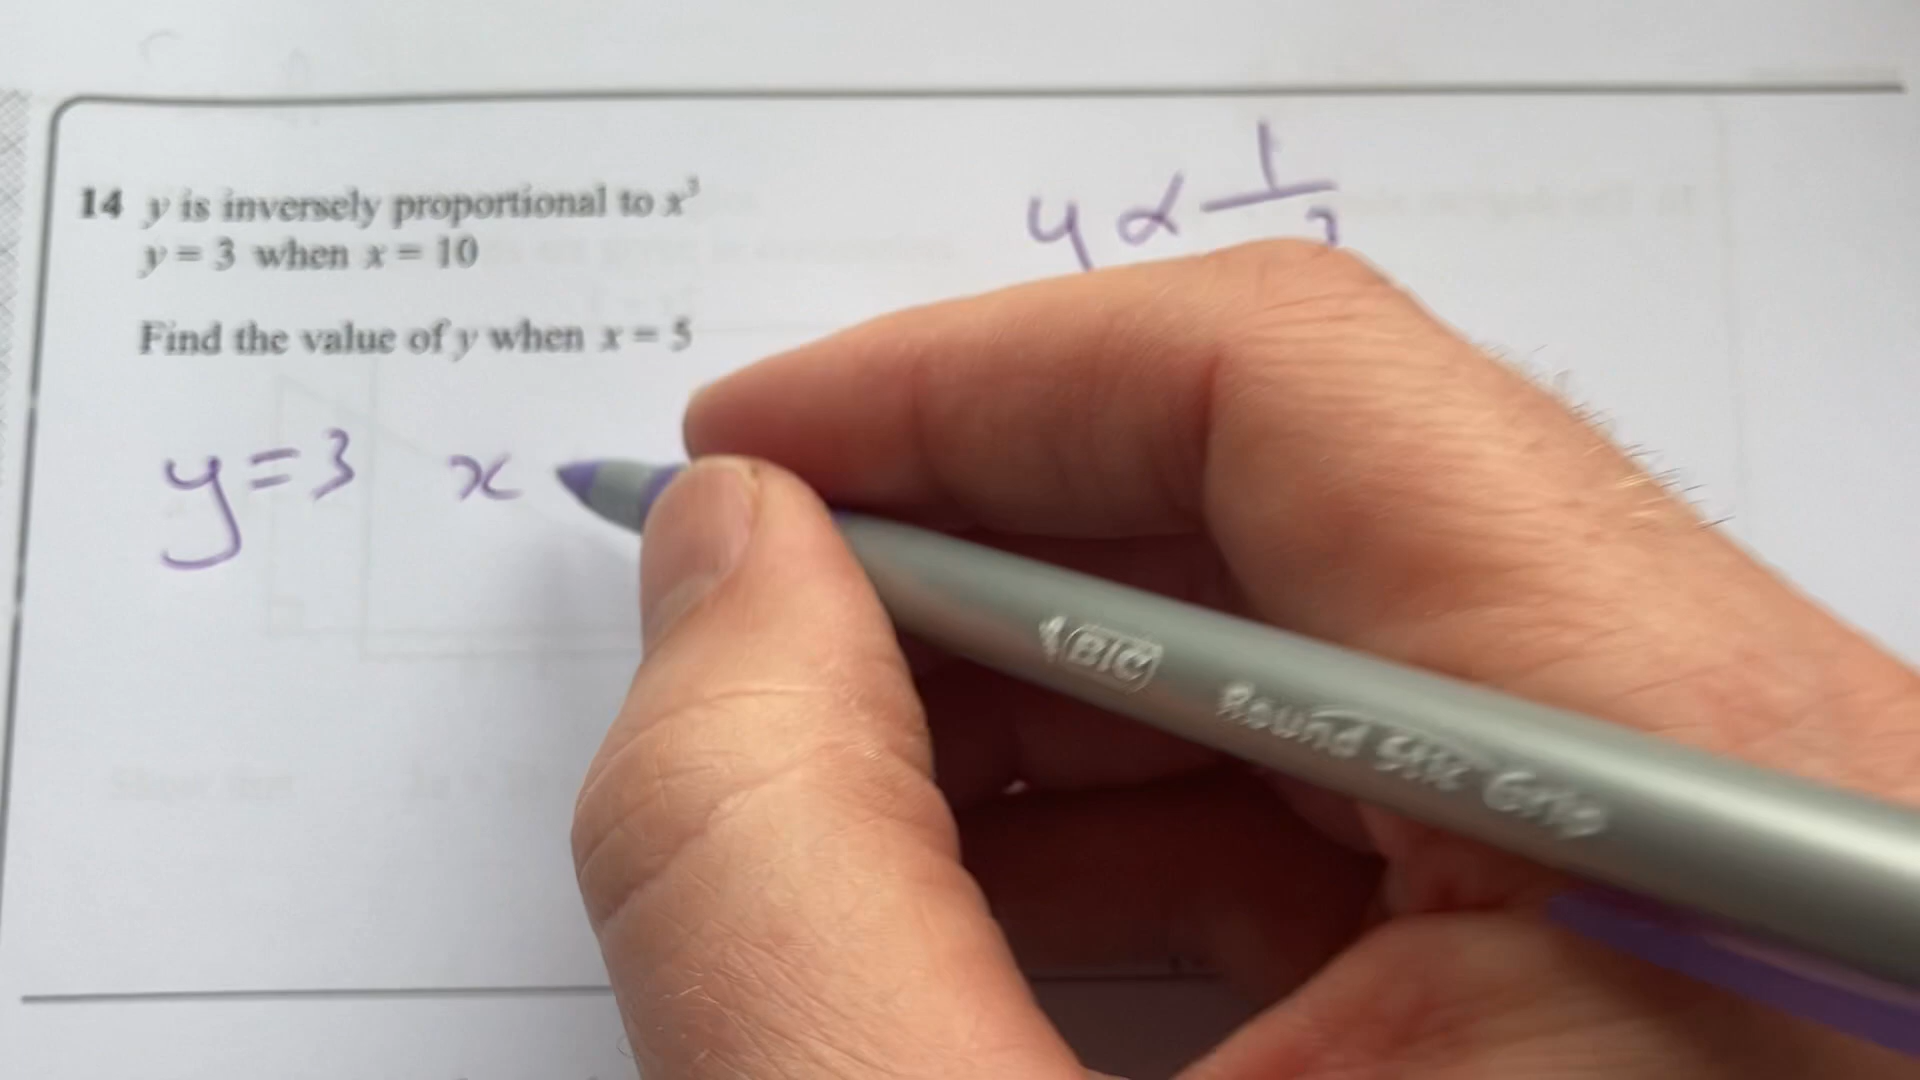 14 y is inversely proportional to x³
y = 3 when x = 10
Find the value of y when x = 5
y ∝ 1
y = 3 x
BIC Round Stic Grip